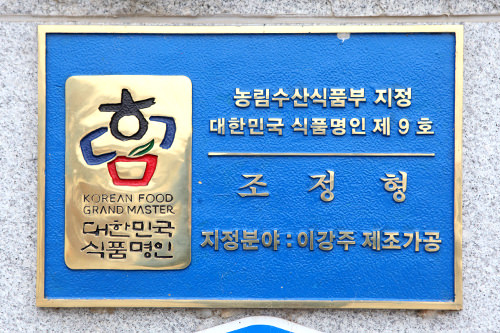 KOREAN FOOD
GRAND MASTER
대한민국
식품명인
농림수산식품부 지정
대한민국 식품명인 제 9 호
조 정 형
지정분야 : 이강주 제조가공